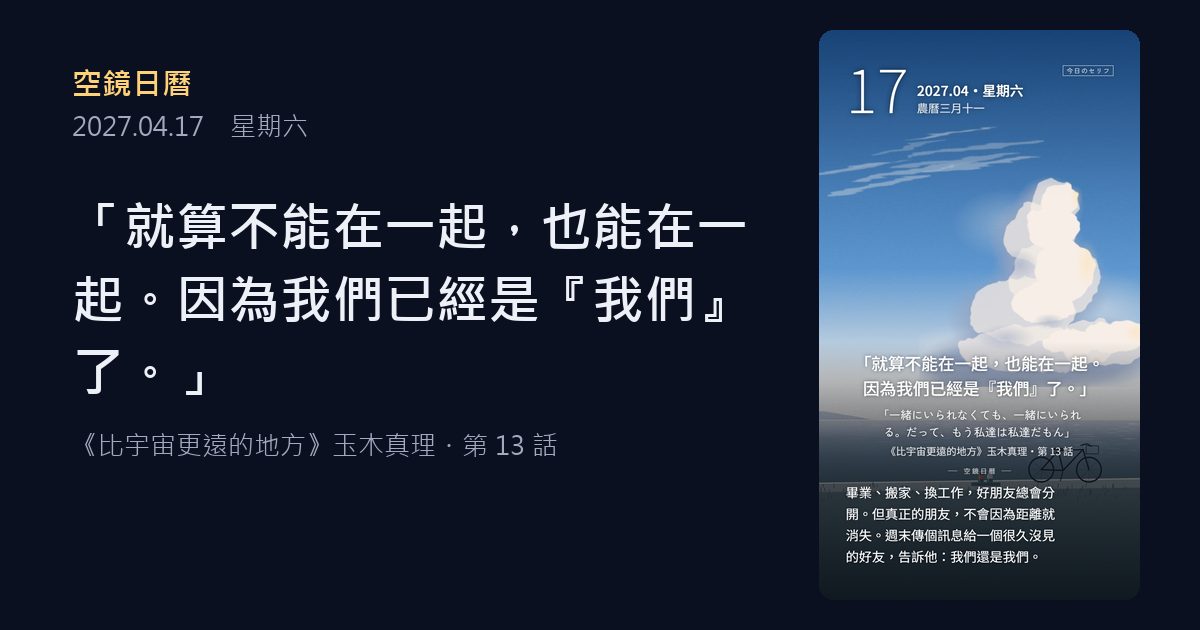 空鏡日曆
2027.04.17　星期六
「就算不能在一起，也能在一
起。因為我們已經是『我們』
了。」
《比宇宙更遠的地方》玉木真理・第 13 話
17
2027.04・星期六
農曆三月十一
今日のセリフ
「就算不能在一起，也能在一起。
因為我們已經是『我們』了。」
「一緒にいられなくても、一緒にいられ
る。だって、もう私達は私達だもん」
《比宇宙更遠的地方》玉木真理・第 13 話
— 空鏡日曆 —
畢業、搬家、換工作，好朋友總會分
開。但真正的朋友，不會因為距離就
消失。週末傳個訊息給一個很久沒見
的好友，告訴他：我們還是我們。